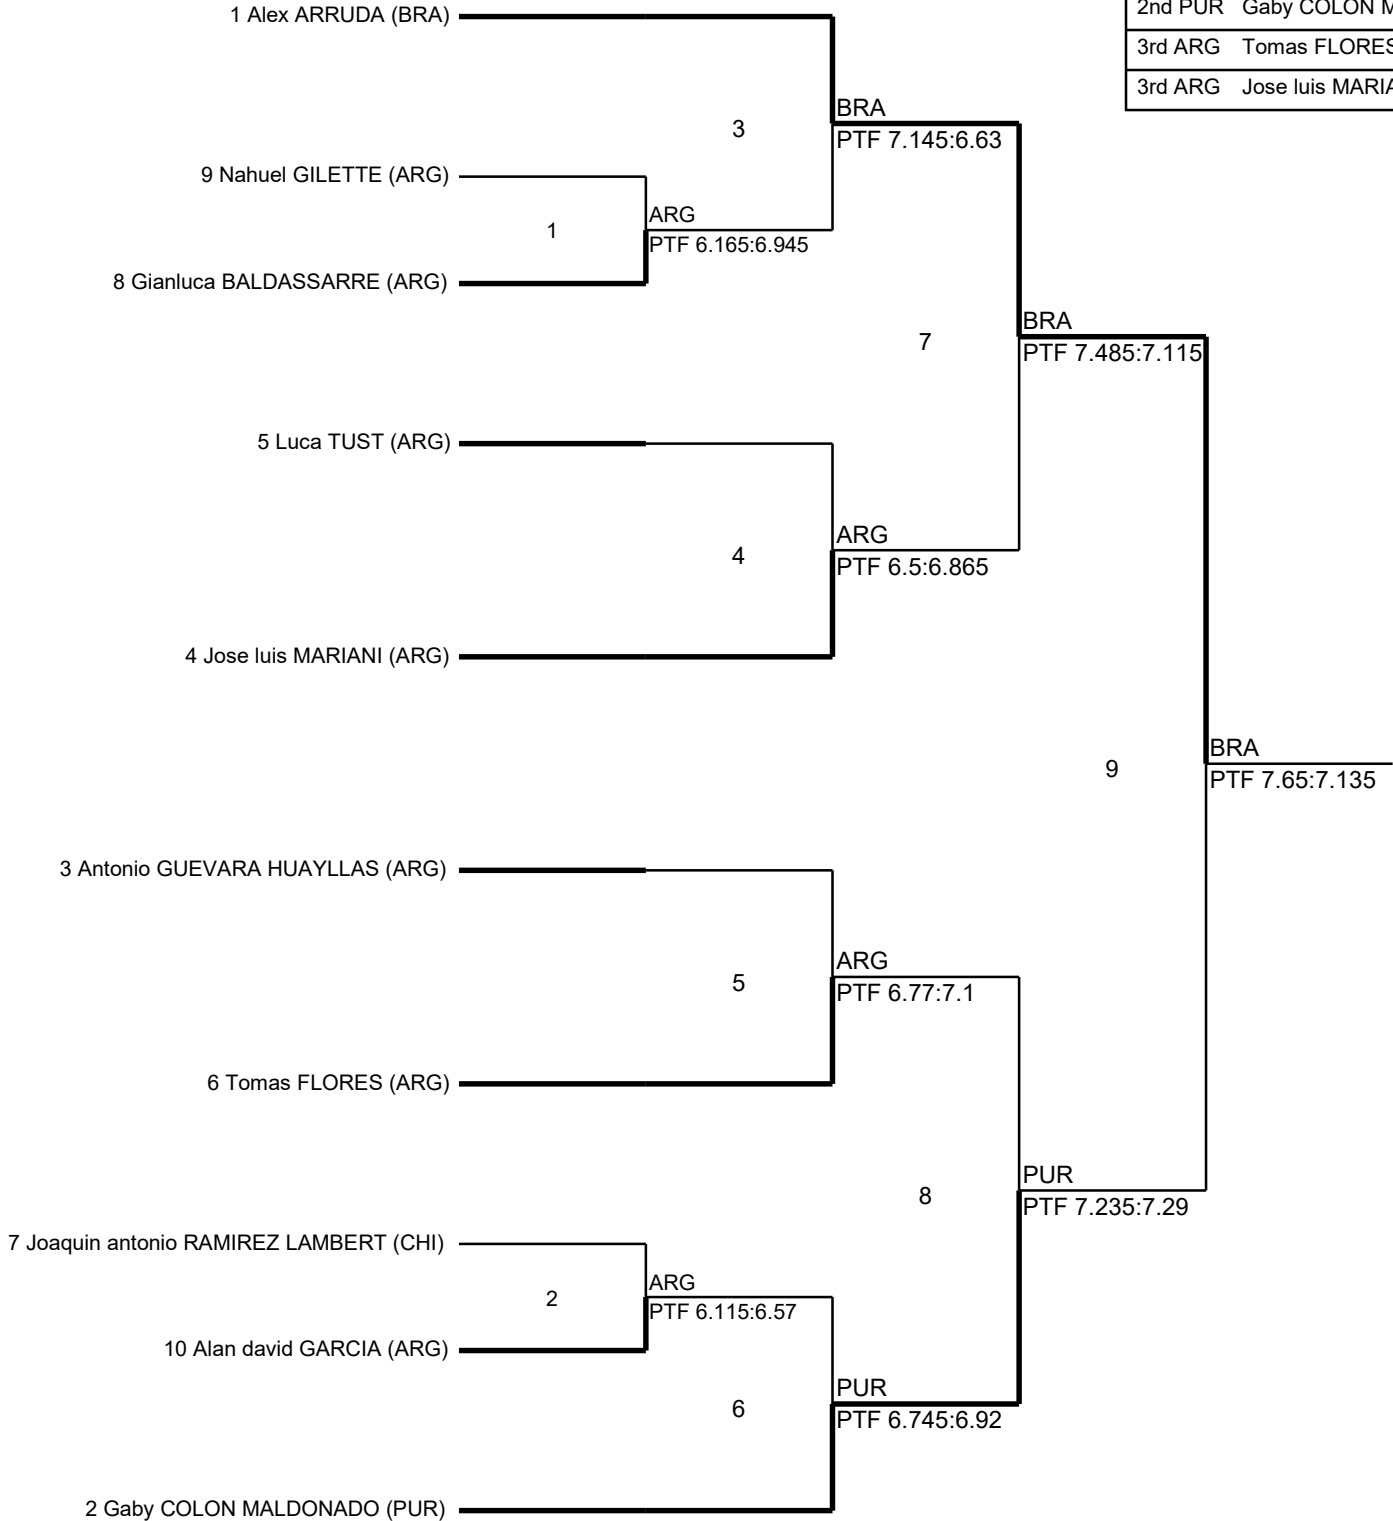 1 Alex ARRUDA (BRA)
2nd PUR Gaby COLON M
3rd ARG Tomas FLORES
3rd ARG Jose luis MARIA
BRA
3
PTF 7.145:6.63
9 Nahuel GILETTE (ARG)
ARG
1
PTF 6.165:6.945
8 Gianluca BALDASSARRE (ARG)
BRA
7
PTF 7.485:7.115
5 Luca TUST (ARG)
ARG
4
PTF 6.5:6.865
4 Jose luis MARIANI (ARG)
BRA
9
PTF 7.65:7.135
3 Antonio GUEVARA HUAYLLAS (ARG)
ARG
5
PTF 6.77:7.1
6 Tomas FLORES (ARG)
PUR
8
PTF 7.235:7.29
7 Joaquin antonio RAMIREZ LAMBERT (CHI)
ARG
2
PTF 6.115:6.57
10 Alan david GARCIA (ARG)
PUR
6
PTF 6.745:6.92
2 Gaby COLON MALDONADO (PUR)